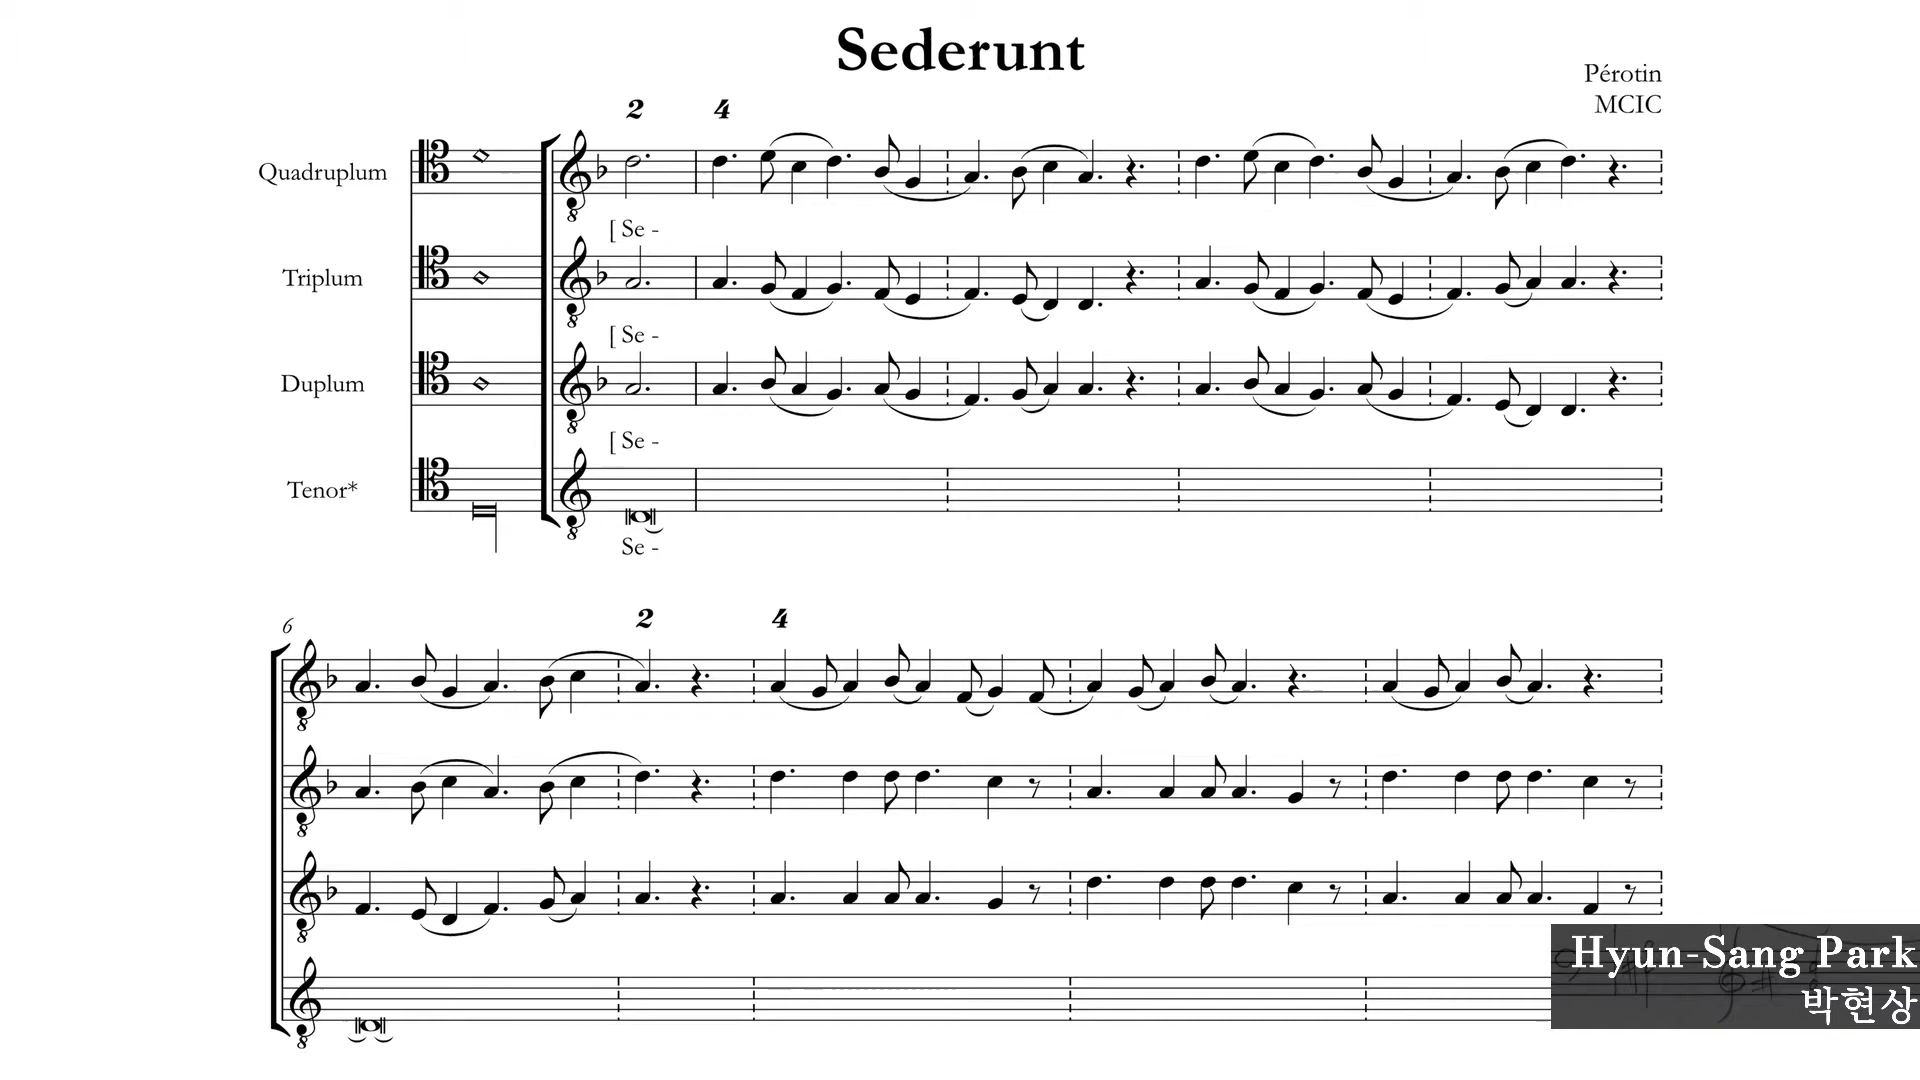 Sederunt
Pérotin
MCIC
2 4
Quadruplum
[ Se -
Triplum
[ Se -
Duplum
[ Se -
Tenor*
Se -
6
2 4
Hyun-Sang Park
박현상